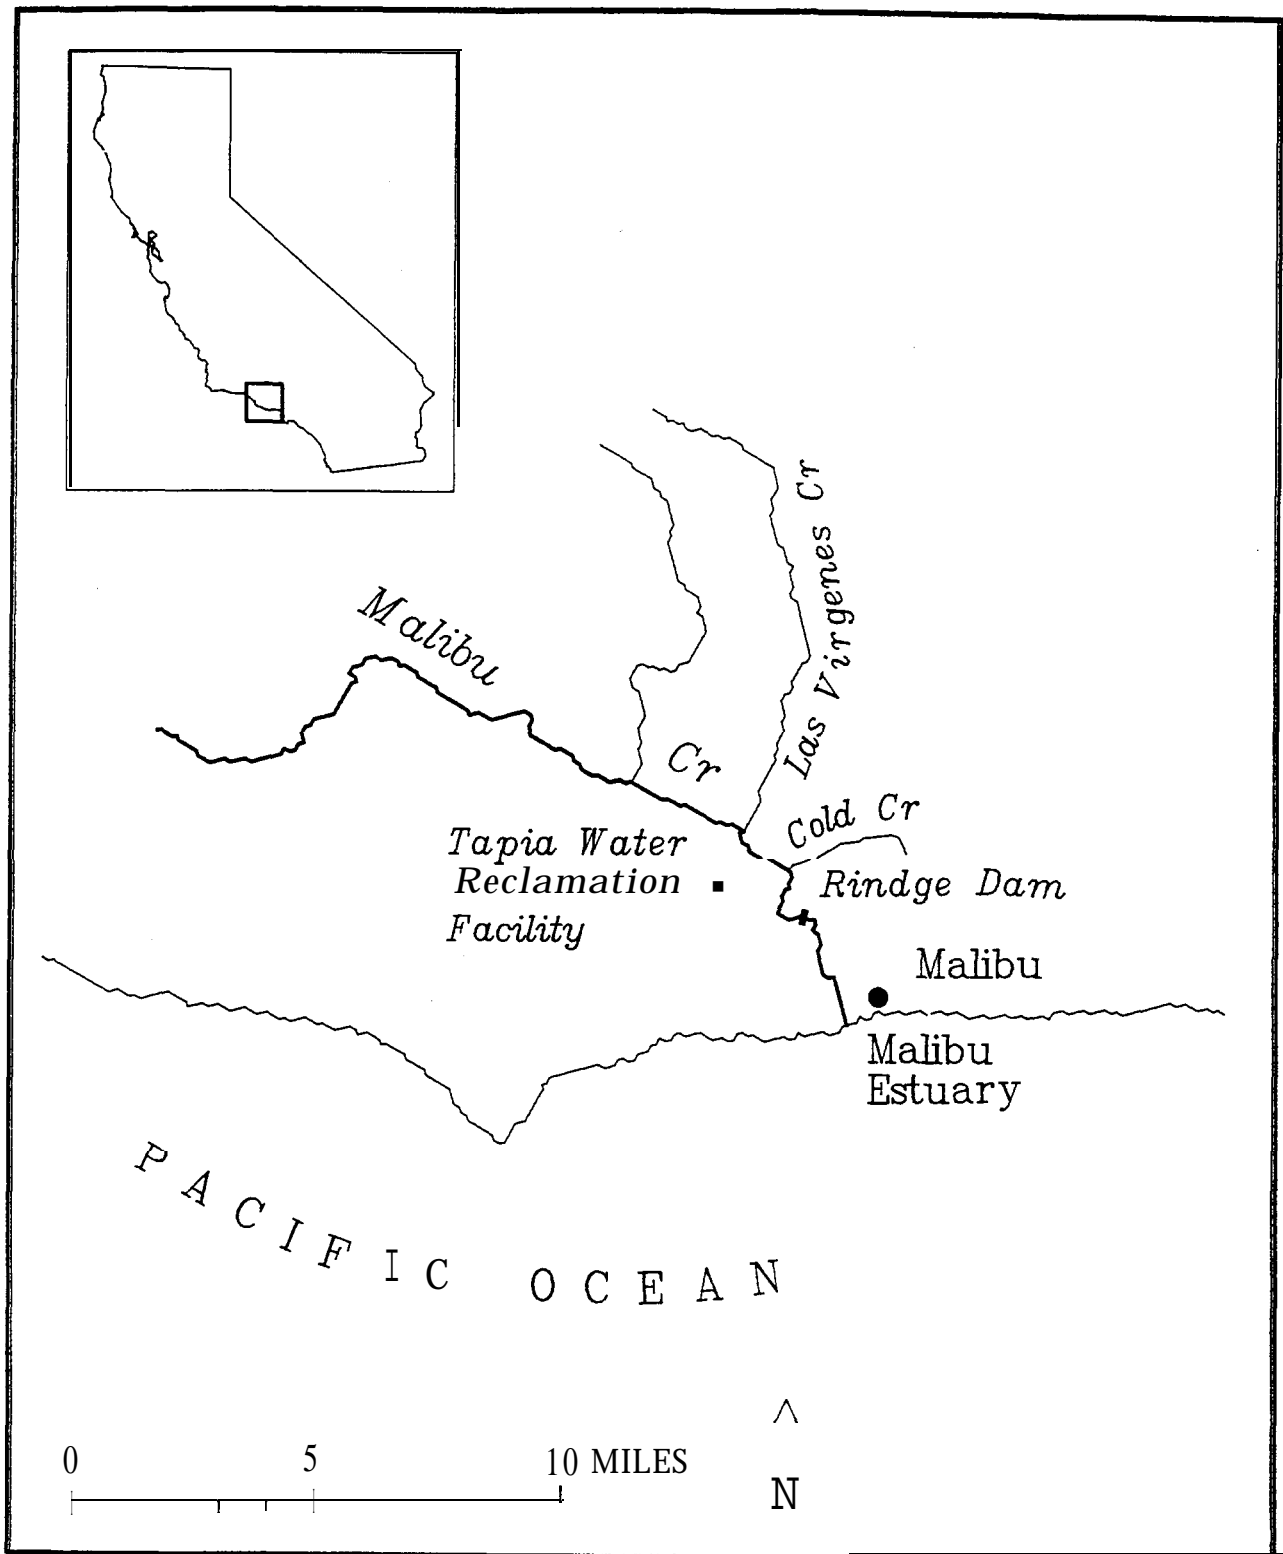 Malibu
Cr
Las Virgenes Cr
Cold Cr
Tapia Water
Reclamation
Facility
Rindge Dam
Malibu
Malibu
Estuary
PACIFIC OCEAN
0 5 10 MILES
^
N